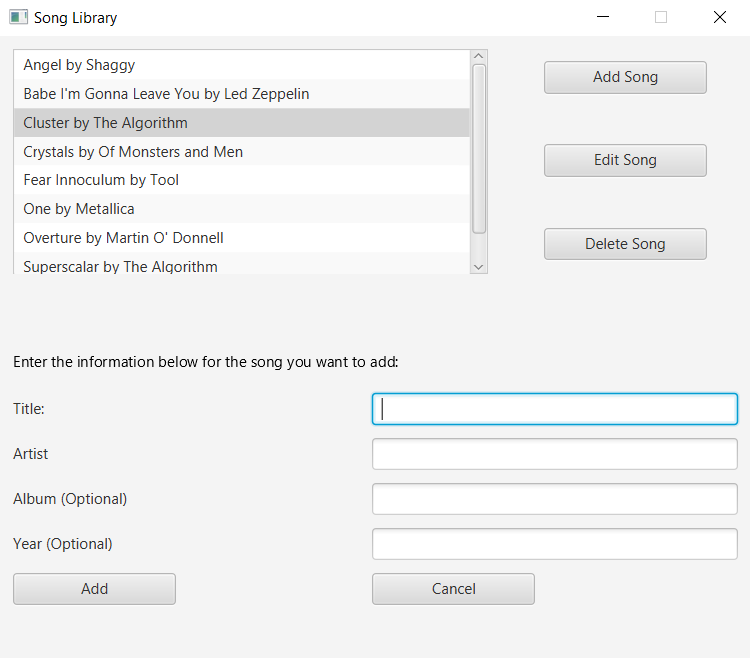 Song Library
Angel by Shaggy
Babe I'm Gonna Leave You by Led Zeppelin
Cluster by The Algorithm
Crystals by Of Monsters and Men
Fear Innoculum by Tool
One by Metallica
Overture by Martin O' Donnell
Superscalar by The Algorithm
Add Song
Edit Song
Delete Song
Enter the information below for the song you want to add:
Title:
Artist
Album (Optional)
Year (Optional)
Add
Cancel